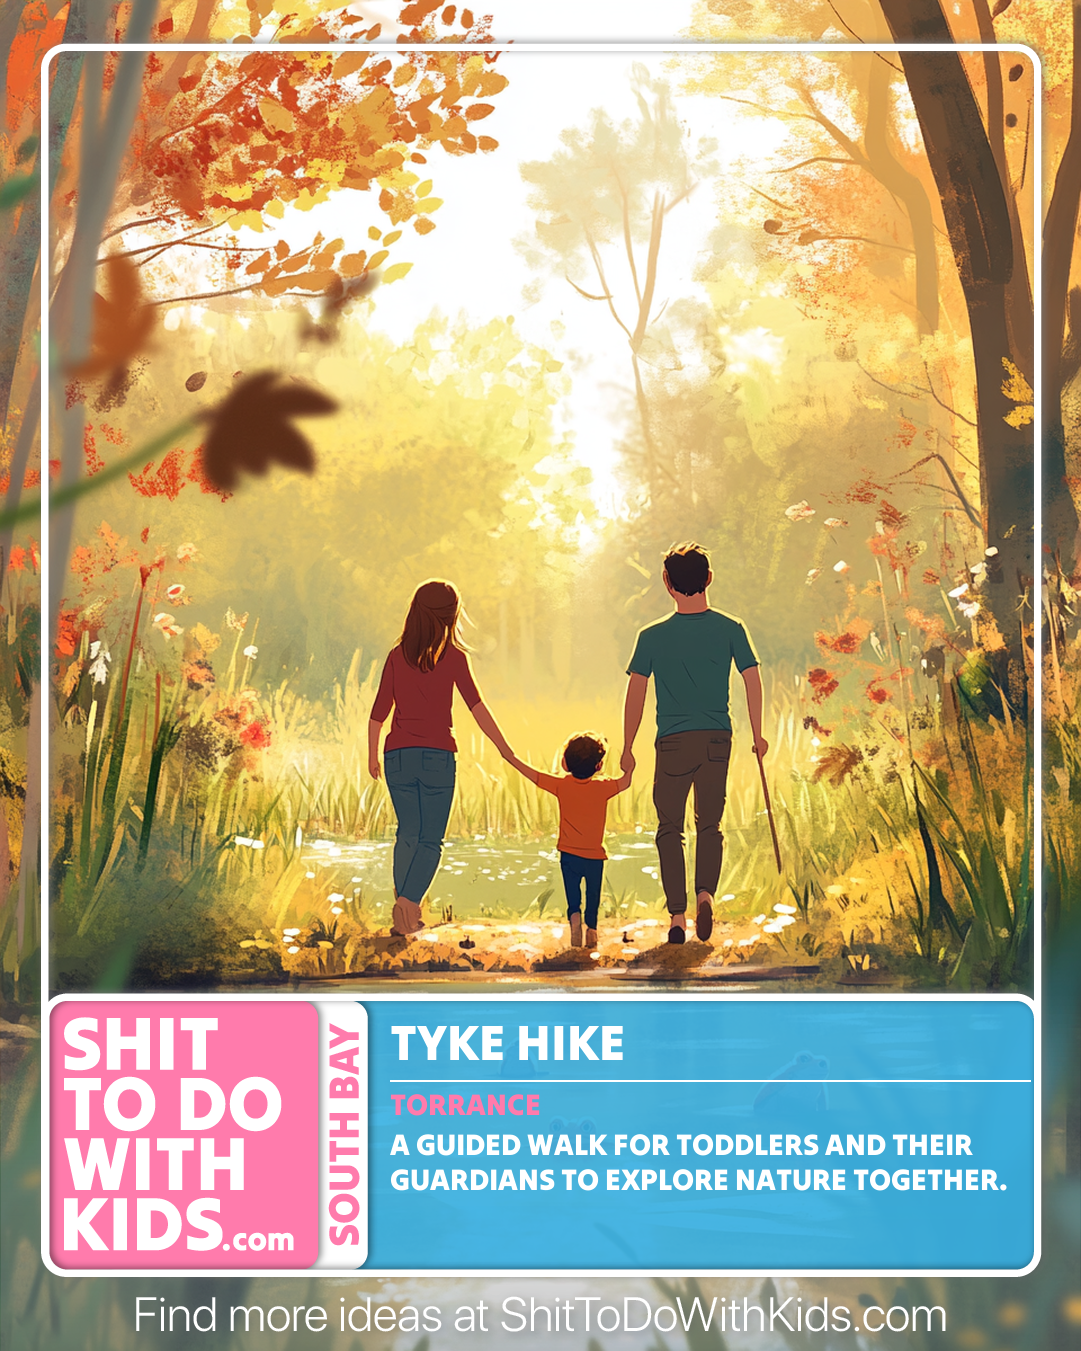 SHIT
TO DO
WITH
KIDS.com
SOUTH BAY
TYKE HIKE
TORRANCE
A GUIDED WALK FOR TODDLERS AND THEIR
GUARDIANS TO EXPLORE NATURE TOGETHER.
Find more ideas at ShitToDoWithKids.com